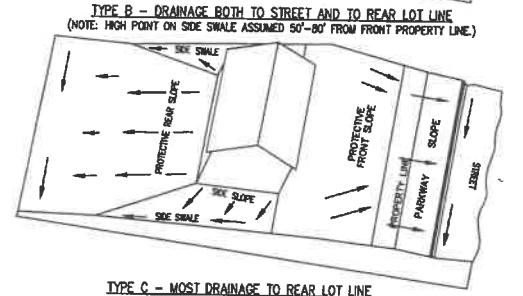 TYPE B - DRAINAGE BOTH TO STREET AND TO REAR LOT LINE
(NOTE: HIGH POINT ON SIDE SWALE ASSUMED 50'-80' FROM FRONT PROPERTY LINE.)
SIDE SWALE
PROTECTIVE REAR SLOPE
PROTECTIVE
FRONT SLOPE
PROPERTY LINE
PARKWAY SLOPE
STREET
SIDE SLOPE
SIDE SWALE
TYPE C - MOST DRAINAGE TO REAR LOT LINE